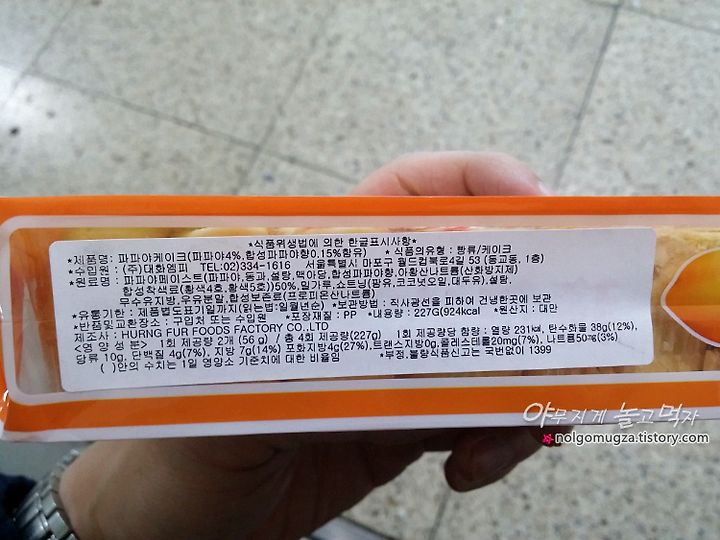 *식품위생법에 의한 한글표시사항*
*제품명: 파파야케이크(파파야4%,합성파파야향0.15%함유) *식품의유형 : 빵류/케이크
*수입원 : (주)대화엠피 TEL:02)334-1616 서울특별시 마포구 월드컵북로4길 53 (동교동, 1층)
*원료명 : 파파야페이스트(파파야,동과,설탕,맥아당,합성파파야향,아황산나트륨(산화방지제)
합성착색료(황색4호,황색5호))50%,밀가루,쇼트닝(팜유,코코넛오일,대두유),설탕,
무수유지방,우유분말,합성보존료(프로피온산나트륨)
*유통기한 : 제품별도표기일까지(읽는법:일월년순) *보관방법 : 직사광선을 피하여 건냉한곳에 보관
*반품및교환장소 : 구입처 또는 수입원 *포장재질 : PP *내용량 : 227G(924kcal *원산지 : 대만
제조사 : HURNG FUR FOODS FACTORY CO.,LTD
<영양성분> 1회 제공량 2개 (56 g) / 총 4회 제공량(227g) 1회 제공량당 함량 : 열량 231㎉, 탄수화물 38g(12%),
당류 10g, 단백질 4g(7%), 지방 7g(14%) 포화지방 4g(27%),트랜스지방0g,콜레스테롤20mg(7%), 나트륨50mg(3%)
( )안의 수치는 1일 영양소 기준치에 대한 비율임 *부정,불량식품신고는 국번없이 1399
야무지게 놀고먹자
nolgomugza.tistory.com